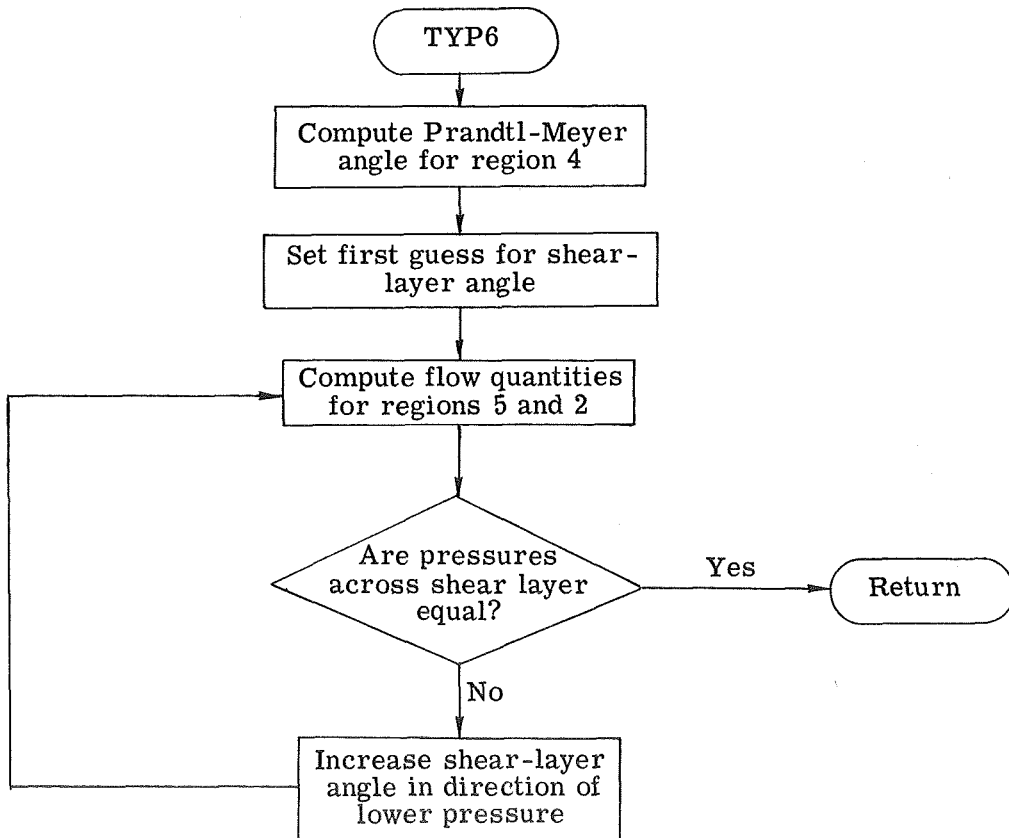 TYP6
Compute Prandtl-Meyer
angle for region 4
Set first guess for shear-
layer angle
Compute flow quantities
for regions 5 and 2
Are pressures
across shear layer
equal?
Yes
Return
No
Increase shear-layer
angle in direction of
lower pressure